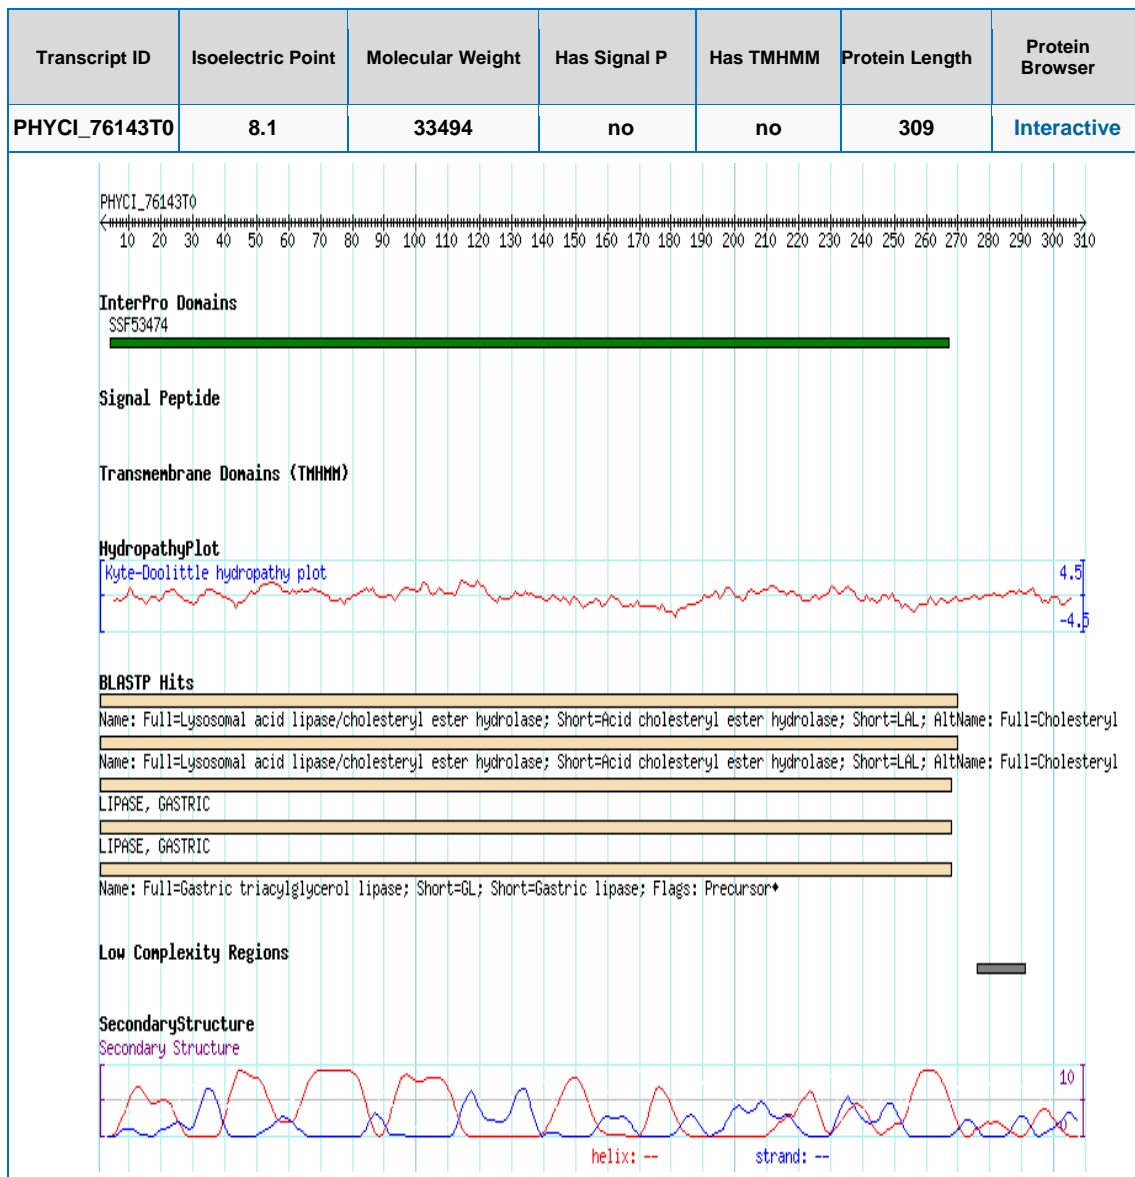 Transcript ID Isoelectric Point Molecular Weight Has Signal P Has TMHMM Protein Length Protein Browser
PHYCI_76143T0 8.1 33494 no no 309 Interactive
PHYCI_76143T0
10 20 30 40 50 60 70 80 90 100 110 120 130 140 150 160 170 180 190 200 210 220 230 240 250 260 270 280 290 300 310
InterPro Domains
SSF53474
Signal Peptide
Transmembrane Domains (TMHMM)
HydropathyPlot
Kyte-Doolittle hydropathy plot 4.5
-4.5
BLASTP Hits
Name: Full=Lysosomal acid lipase/cholesteryl ester hydrolase; Short=Acid cholesteryl ester hydrolase; Short=LAL; AltName: Full=Cholesteryl
Name: Full=Lysosomal acid lipase/cholesteryl ester hydrolase; Short=Acid cholesteryl ester hydrolase; Short=LAL; AltName: Full=Cholesteryl
LIPASE, GASTRIC
LIPASE, GASTRIC
Name: Full=Gastric triacylglycerol lipase; Short=GL; Short=Gastric lipase; Flags: Precursor♦
Low Complexity Regions
SecondaryStructure
Secondary Structure
10
0
helix: -- strand: --